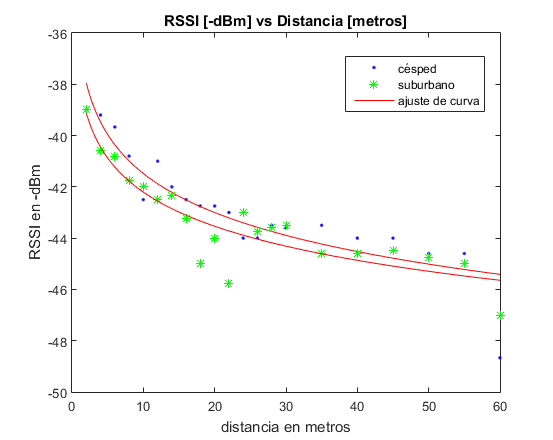 RSSI [-dBm] vs Distancia [metros]
-36
-38
-40
-42
-44
-46
-48
-50
RSSI en -dBm
césped
suburbano
ajuste de curva
0
10
20
30
40
50
60
distancia en metros